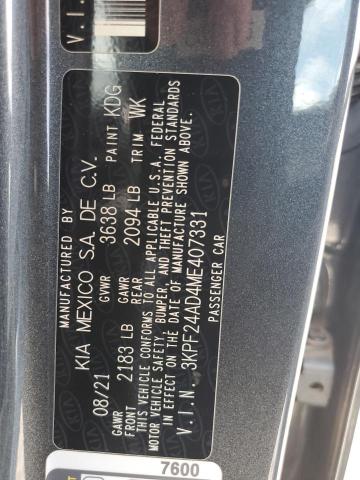 V.I.
MANUFACTURED BY
KIA MEXICO S.A. DE C.V.
08/21 GVWR 3638 LB PAINT KDG
GAWR FRONT 2183 LB GAWR REAR 2094 LB TRIM WK
THIS VEHICLE CONFORMS TO ALL APPLICABLE U.S.A. FEDERAL
MOTOR VEHICLE SAFETY, BUMPER, AND THEFT PREVENTION STANDARDS
IN EFFECT ON THE DATE OF MANUFACTURE SHOWN ABOVE.
V.I.N. 3KPF24AD4ME407331
PASSENGER CAR
7600